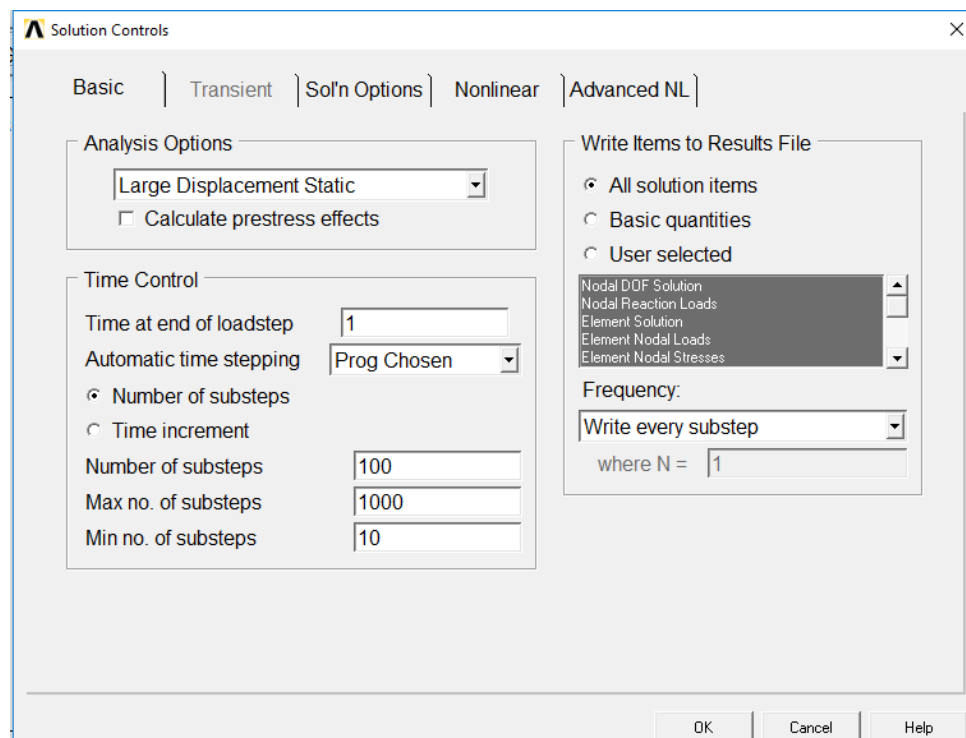 Solution Controls
Basic
Transient
Sol'n Options
Nonlinear
Advanced NL
Analysis Options
Large Displacement Static
Calculate prestress effects
Time Control
Time at end of loadstep 1
Automatic time stepping Prog Chosen
Number of substeps
Time increment
Number of substeps 100
Max no. of substeps 1000
Min no. of substeps 10
Write Items to Results File
All solution items
Basic quantities
User selected
Nodal DOF Solution
Nodal Reaction Loads
Element Solution
Element Nodal Loads
Element Nodal Stresses
Frequency:
Write every substep
where N = 1
OK
Cancel
Help